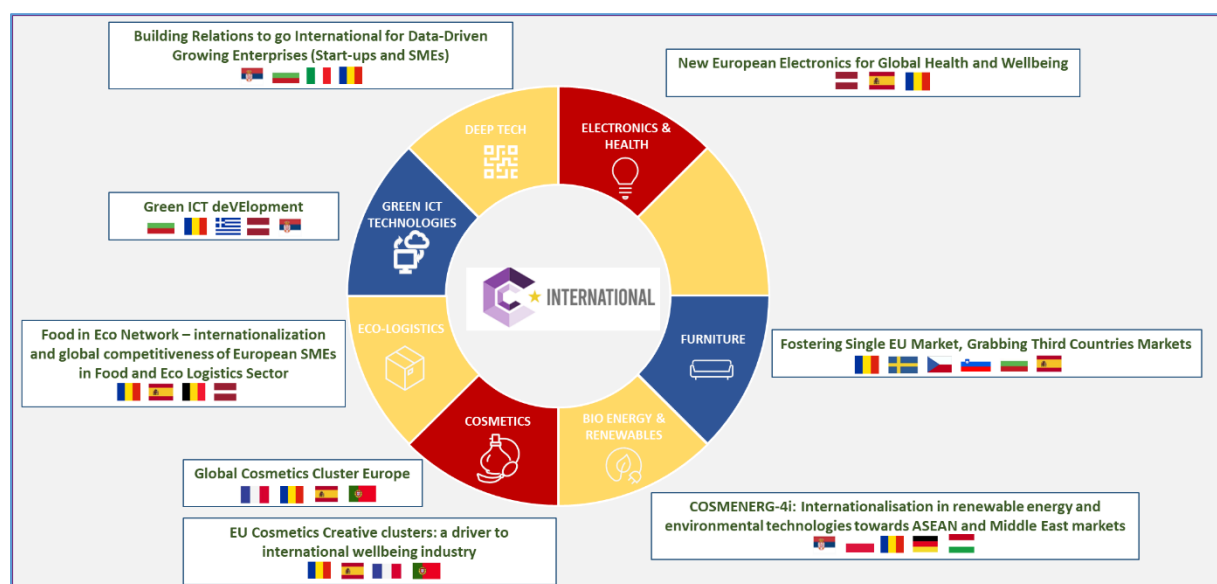 Building Relations to go International for Data-Driven
Growing Enterprises (Start-ups and SMEs)
New European Electronics for Global Health and Wellbeing
DEEP TECH
ELECTRONICS &
HEALTH
Green ICT deVElopment
GREEN ICT
TECHNOLOGIES
INTERNATIONAL
Food in Eco Network – internationalization
and global competitiveness of European SMEs
in Food and Eco Logistics Sector
ECO-LOGISTICS
FURNITURE
Fostering Single EU Market, Grabbing Third Countries Markets
COSMETICS
BIO ENERGY &
RENEWABLES
Global Cosmetics Cluster Europe
COSMENERG-4i: Internationalisation in renewable energy and
environmental technologies towards ASEAN and Middle East markets
EU Cosmetics Creative clusters: a driver to
international wellbeing industry